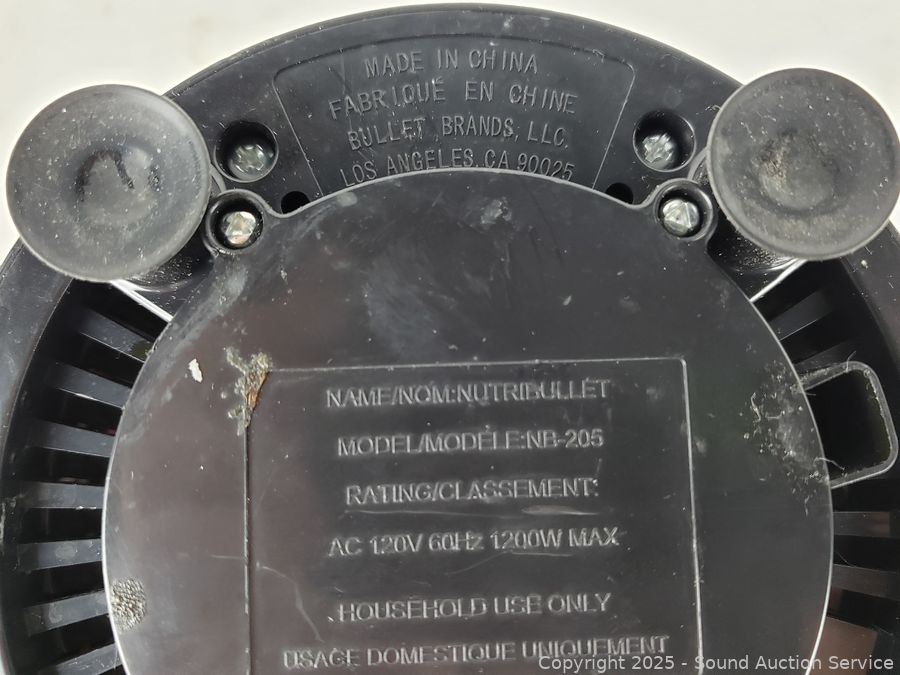 MADE IN CHINA
FABRIQUÉ EN CHINE
BULLET BRANDS, LLC.
LOS ANGELES, CA 90025
NAME/NOM:NUTRIBULLET
MODEL/MODÈLE:NB-205
RATING/CLASSEMENT:
AC 120V 60Hz 1200W MAX
HOUSEHOLD USE ONLY
USAGE DOMESTIQUE UNIQUEMENT
Copyright 2025 - Sound Auction Service